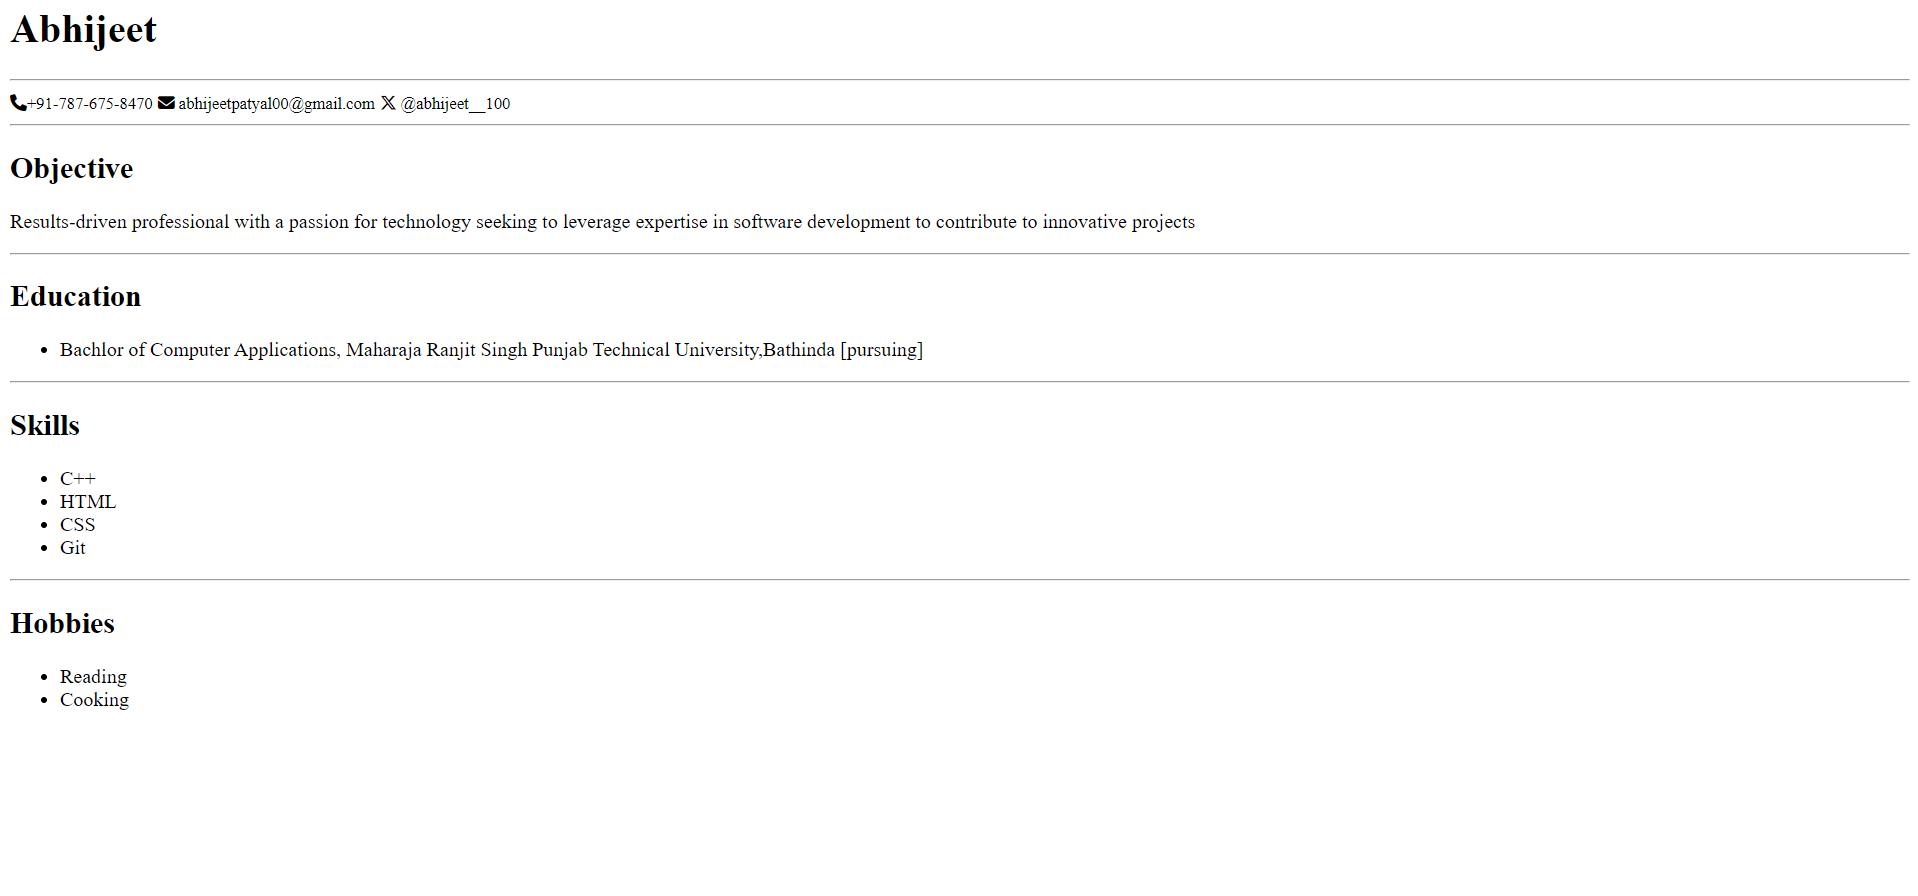 Abhijeet
+91-787-675-8470 abhijeetpatyal00@gmail.com 𝕏 @abhijeet__100
Objective
Results-driven professional with a passion for technology seeking to leverage expertise in software development to contribute to innovative projects
Education
• Bachlor of Computer Applications, Maharaja Ranjit Singh Punjab Technical University,Bathinda [pursuing]
Skills
• C++
• HTML
• CSS
• Git
Hobbies
• Reading
• Cooking